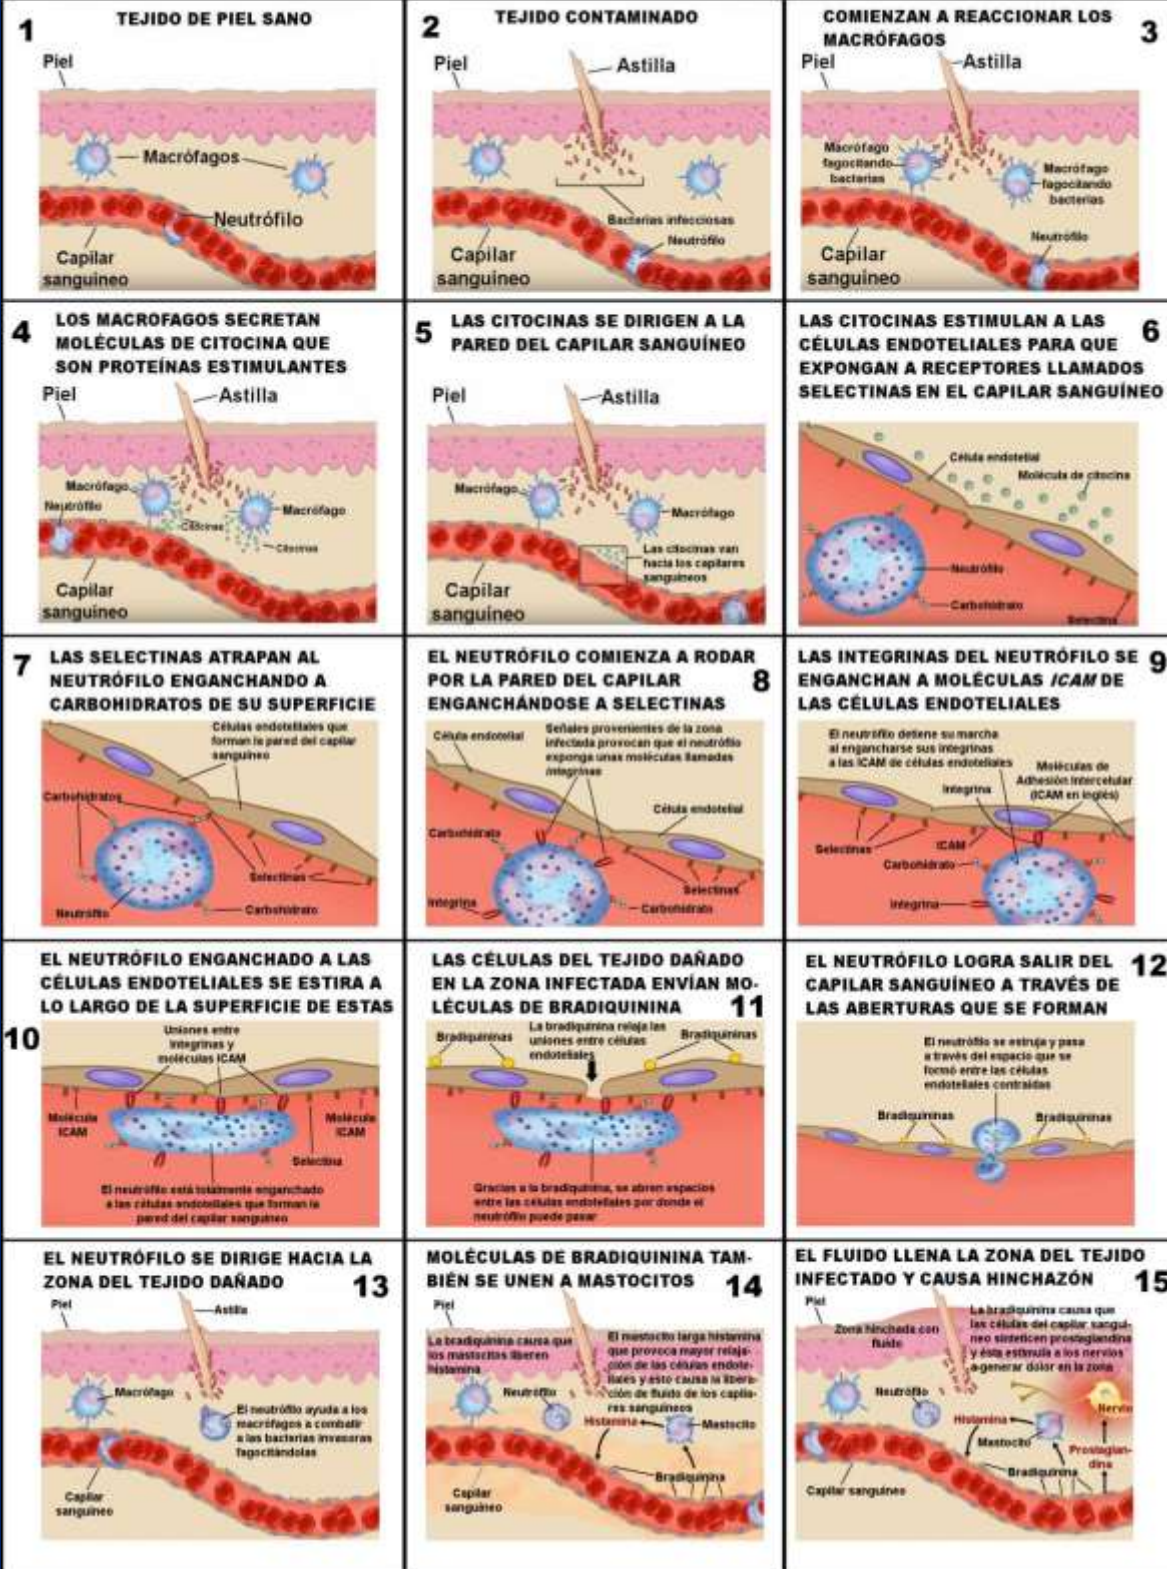 1
TEJIDO DE PIEL SANO
Piel
Macrófagos
Neutrófilo
Capilar
sanguíneo
2
TEJIDO CONTAMINADO
Piel
Astilla
Bacterias infecciosas
Neutrófilo
Capilar
sanguíneo
COMIENZAN A REACCIONAR LOS
MACRÓFAGOS
3
Piel
Astilla
Macrófago
fagocitando
bacterias
Macrófago
fagocitando
bacterias
Neutrófilo
Capilar
sanguíneo
4
LOS MACROFAGOS SECRETAN
MOLÉCULAS DE CITOCINA QUE
SON PROTEÍNAS ESTIMULANTES
Piel
Astilla
Macrófago
Neutrófilo
Citocinas
Macrófago
Citocinas
Capilar
sanguíneo
5
LAS CITOCINAS SE DIRIGEN A LA
PARED DEL CAPILAR SANGUÍNEO
Piel
Astilla
Macrófago
Macrófago
Las citocinas van
hacia los capilares
sanguíneos
Capilar
sanguíneo
LAS CITOCINAS ESTIMULAN A LAS
CÉLULAS ENDOTELIALES PARA QUE
EXPONGAN A RECEPTORES LLAMADOS
SELECTINAS EN EL CAPILAR SANGUÍNEO
6
Célula endotelial
Molécula de citocina
Neutrófilo
Carbohidrato
Selectina
7
LAS SELECTINAS ATRAPAN AL
NEUTRÓFILO ENGANCHANDO A
CARBOHIDRATOS DE SU SUPERFICIE
Células endoteliales que
forman la pared del capilar
sanguíneo
Carbohidratos
Selectinas
Neutrófilo
Carbohidrato
EL NEUTRÓFILO COMIENZA A RODAR
POR LA PARED DEL CAPILAR
ENGANCHÁNDOSE A SELECTINAS
8
Célula endotelial
Señales provenientes de la zona
infectada provocan que el neutrófilo
exponga unas moléculas llamadas
integrinas
Célula endotelial
Carbohidrato
Selectinas
Integrina
Carbohidrato
LAS INTEGRINAS DEL NEUTRÓFILO SE
ENGANCHAN A MOLÉCULAS ICAM DE
LAS CÉLULAS ENDOTELIALES
9
El neutrófilo detiene su marcha
al engancharse sus integrinas
a las ICAM de células endoteliales
Moléculas de
Adhesión Intercelular
(ICAM en inglés)
Integrina
Selectinas
ICAM
Carbohidrato
Integrina
EL NEUTRÓFILO ENGANCHADO A LAS
CÉLULAS ENDOTELIALES SE ESTIRA A
LO LARGO DE LA SUPERFICIE DE ESTAS
10
Uniones entre
integrinas y
moléculas ICAM
Molécula
ICAM
Molécula
ICAM
Selectina
El neutrófilo está totalmente enganchado
a las células endoteliales que forman la
pared del capilar sanguíneo
LAS CÉLULAS DEL TEJIDO DAÑADO
EN LA ZONA INFECTADA ENVÍAN MO-
LÉCULAS DE BRADIQUININA
11
Bradiquininas
La bradiquinina relaja las
uniones entre células
endoteliales
Bradiquininas
Gracias a la bradiquinina, se abren espacios
entre las células endoteliales por donde el
neutrófilo puede pasar
EL NEUTRÓFILO LOGRA SALIR DEL
CAPILAR SANGUÍNEO A TRAVÉS DE
LAS ABERTURAS QUE SE FORMAN
12
El neutrófilo se estruja y pasa
a través del espacio que se
formó entre las células
endoteliales contraídas
Bradiquininas
Bradiquininas
EL NEUTRÓFILO SE DIRIGE HACIA LA
ZONA DEL TEJIDO DAÑADO
13
Piel
Astilla
Macrófago
El neutrófilo ayuda a los
macrófagos a combatir
a las bacterias invasoras
fagocitándolas
Capilar
sanguíneo
MOLÉCULAS DE BRADIQUININA TAM-
BIÉN SE UNEN A MASTOCITOS
14
Piel
La bradiquinina causa que
los mastocitos liberen
histamina
El mastocito larga histamina
que provoca mayor relaja-
ción de las células endote-
liales y esto causa la libera-
ción de fluido de los capila-
res sanguíneos
Neutrófilo
Histamina
Mastocito
Bradiquinina
Capilar
sanguíneo
EL FLUIDO LLENA LA ZONA DEL TEJIDO
INFECTADO Y CAUSA HINCHAZÓN
15
Piel
Zona hinchada con
fluido
La bradiquinina causa que
las células del capilar sanguí-
neo sinteticen prostaglandina
y ésta estimula a los nervios
a generar dolor en la zona
Neutrófilo
Nervio
Histamina
Mastocito
Prostaglan-
dina
Bradiquinina
Capilar sanguíneo